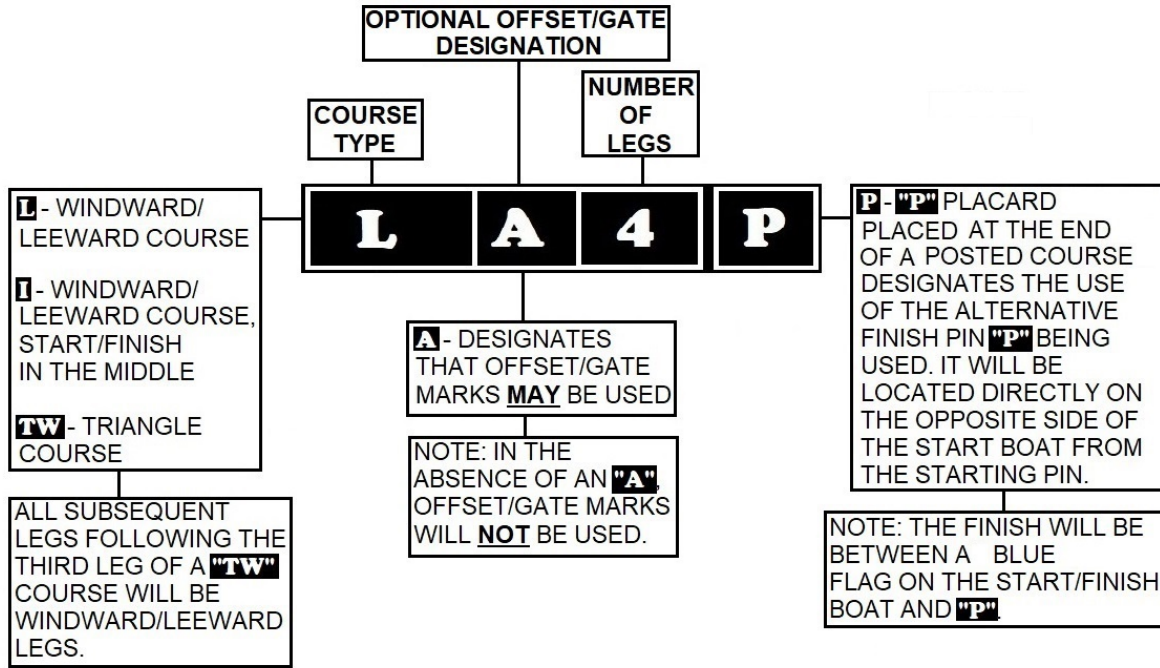 OPTIONAL OFFSET/GATE
DESIGNATION
COURSE
TYPE
NUMBER
OF
LEGS
L A 4 P
L - WINDWARD/
LEEWARD COURSE
I - WINDWARD/
LEEWARD COURSE,
START/FINISH
IN THE MIDDLE
TW - TRIANGLE
COURSE
ALL SUBSEQUENT
LEGS FOLLOWING THE
THIRD LEG OF A "TW"
COURSE WILL BE
WINDWARD/LEEWARD
LEGS.
A - DESIGNATES
THAT OFFSET/GATE
MARKS MAY BE USED
NOTE: IN THE
ABSENCE OF AN "A",
OFFSET/GATE MARKS
WILL NOT BE USED.
P - "P" PLACARD
PLACED AT THE END
OF A POSTED COURSE
DESIGNATES THE USE
OF THE ALTERNATIVE
FINISH PIN "P" BEING
USED. IT WILL BE
LOCATED DIRECTLY ON
THE OPPOSITE SIDE OF
THE START BOAT FROM
THE STARTING PIN.
NOTE: THE FINISH WILL BE
BETWEEN A BLUE
FLAG ON THE START/FINISH
BOAT AND "P".